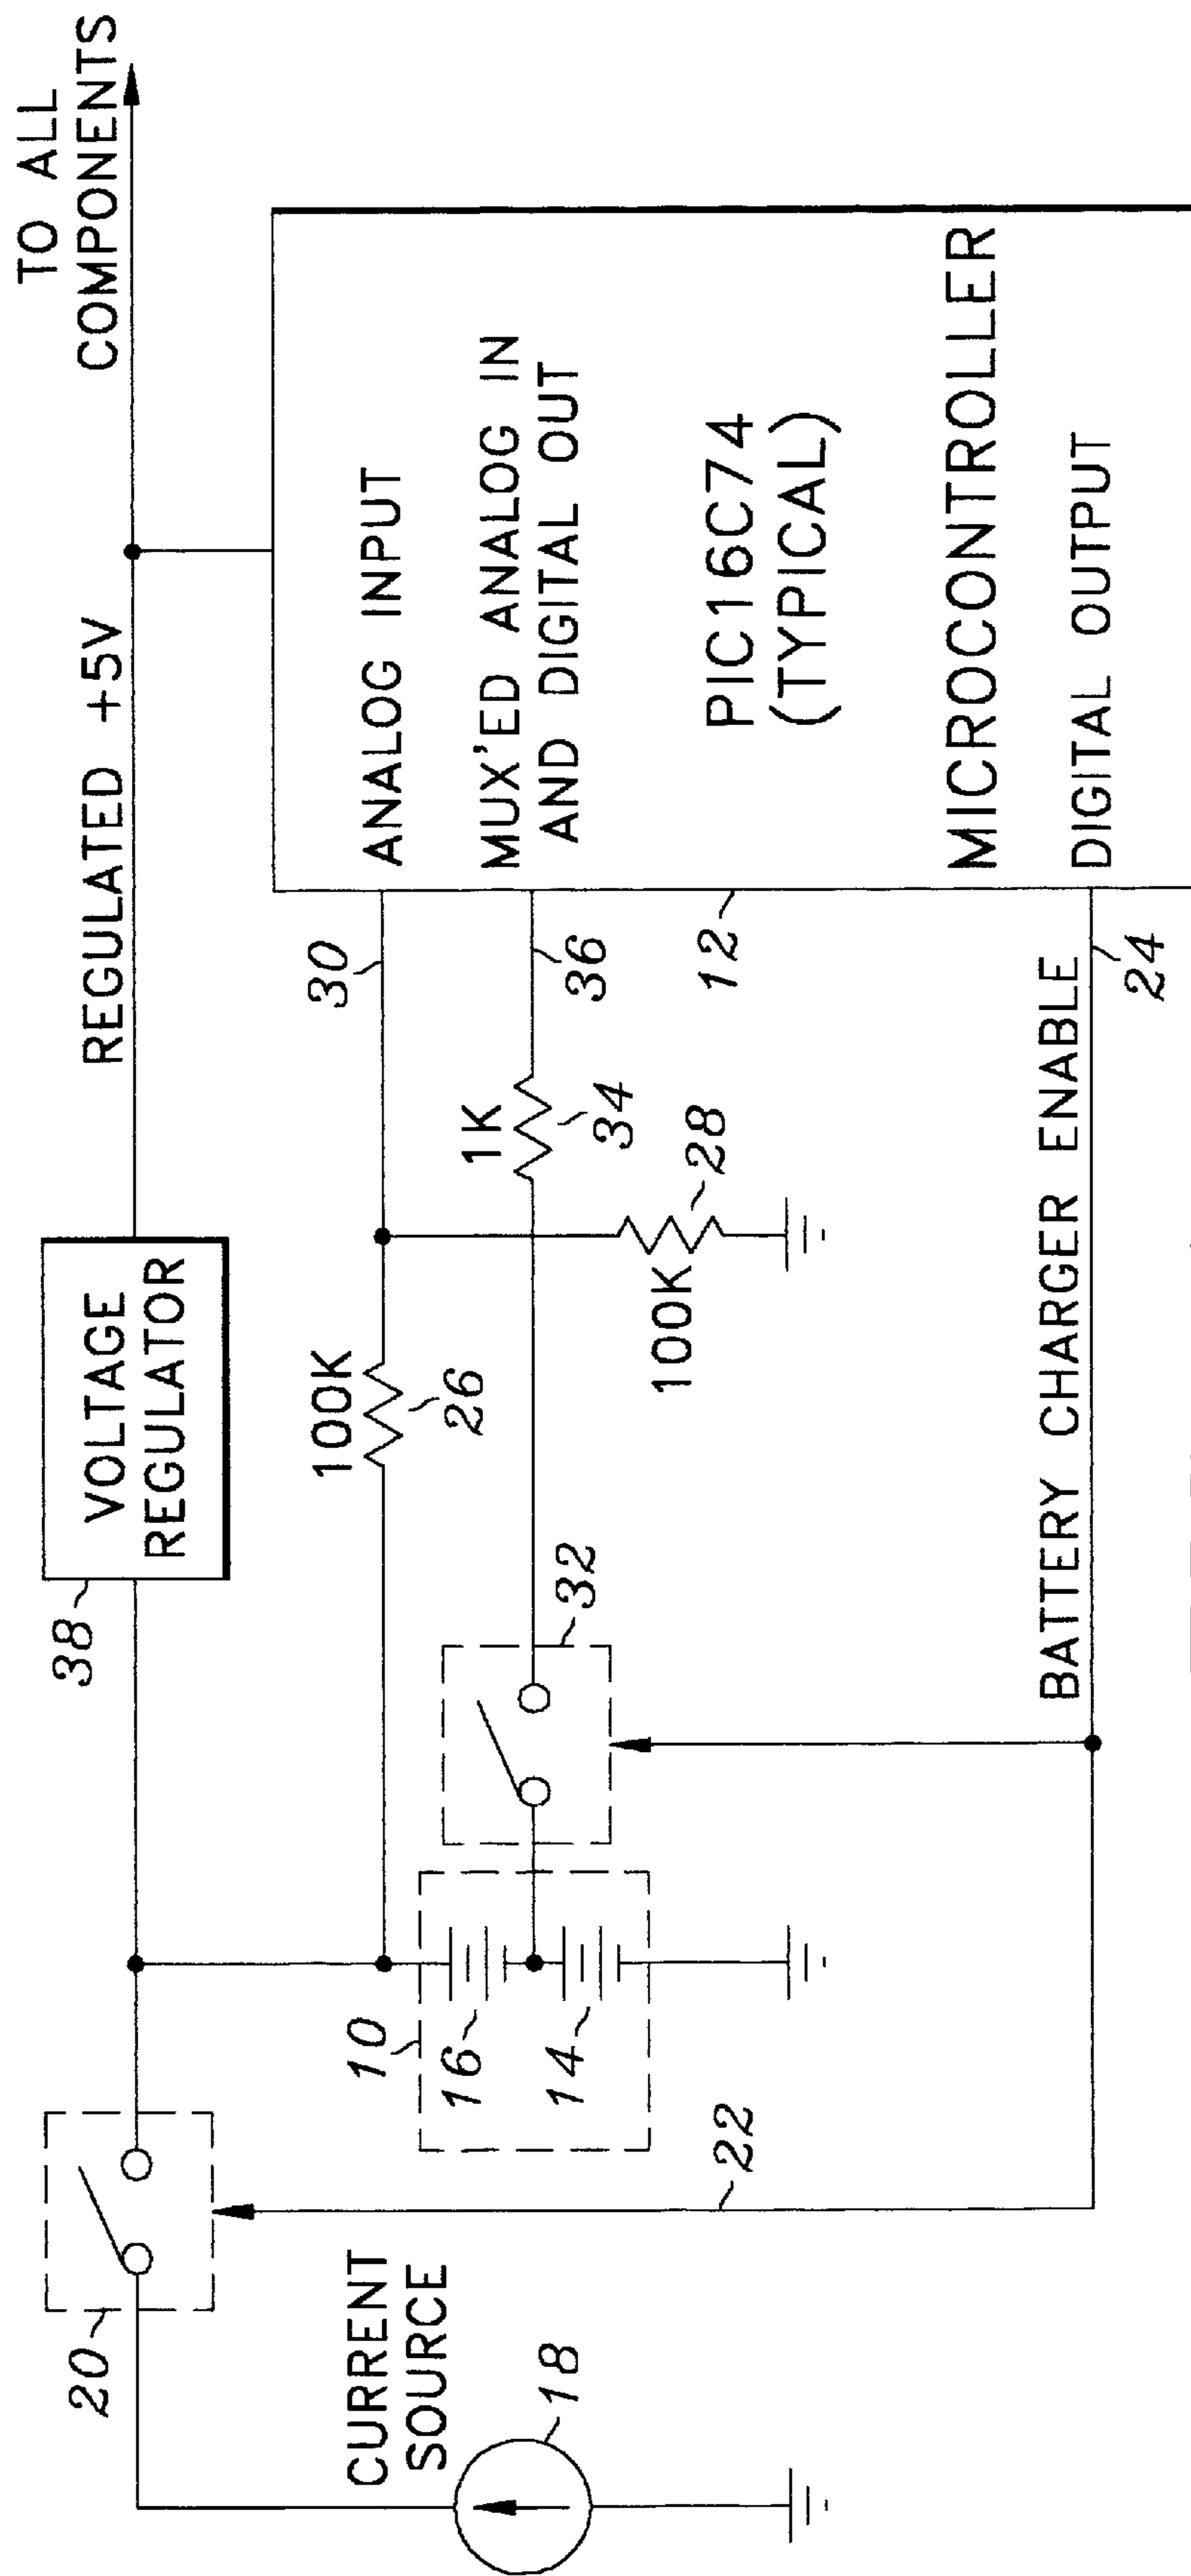 TO ALL
COMPONENTS
REGULATED +5V
VOLTAGE
REGULATOR
38
20
CURRENT
SOURCE
18
22
10
16
14
32
100K
26
100K
28
1K
34
30
36
12
24
BATTERY CHARGER ENABLE
ANALOG INPUT
MUX'ED ANALOG IN
AND DIGITAL OUT
PIC16C74
(TYPICAL)
MICROCONTROLLER
DIGITAL OUTPUT